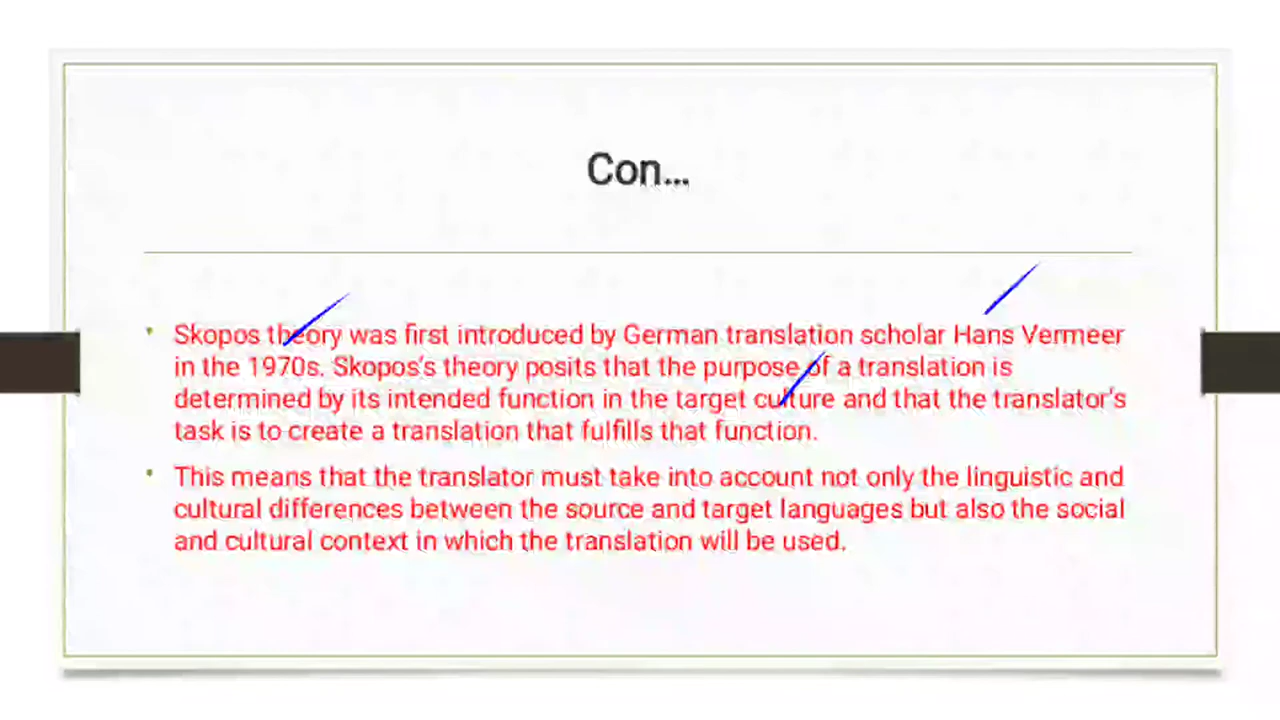 Con...
• Skopos theory was first introduced by German translation scholar Hans Vermeer
in the 1970s. Skopos's theory posits that the purpose of a translation is
determined by its intended function in the target culture and that the translator's
task is to create a translation that fulfills that function.
• This means that the translator must take into account not only the linguistic and
cultural differences between the source and target languages but also the social
and cultural context in which the translation will be used.